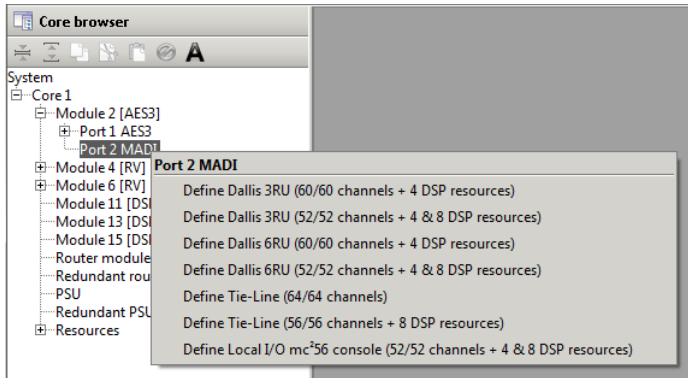 Core browser
A
System
Core 1
Module 2 [AES3]
Port 1 AES3
Port 2 MADI
Port 2 MADI
Module 4 [RV]
Define Dallis 3RU (60/60 channels + 4 DSP resources)
Module 6 [RV]
Define Dallis 3RU (52/52 channels + 4 & 8 DSP resources)
Module 11 [DS
Module 13 [DS
Define Dallis 6RU (60/60 channels + 4 DSP resources)
Module 15 [DS
Define Dallis 6RU (52/52 channels + 4 & 8 DSP resources)
Router module
Redundant rou
Define Tie-Line (64/64 channels)
PSU
Redundant PSU
Define Tie-Line (56/56 channels + 8 DSP resources)
Resources
Define Local I/O mc²56 console (52/52 channels + 4 & 8 DSP resources)